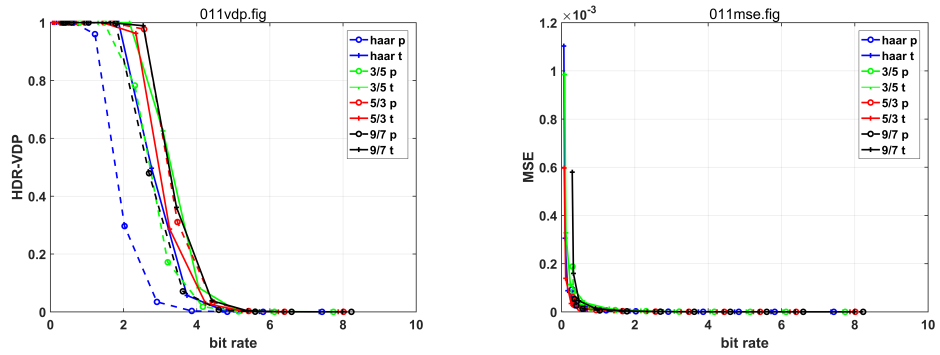 011vdp.fig
1
0.8
0.6
0.4
0.2
0
0 2 4 6 8 10
HDR-VDP
bit rate
haar p
haar t
3/5 p
3/5 t
5/3 p
5/3 t
9/7 p
9/7 t
×10⁻³
011mse.fig
1.2
1
0.8
0.6
0.4
0.2
0
0 2 4 6 8 10
MSE
bit rate
haar p
haar t
3/5 p
3/5 t
5/3 p
5/3 t
9/7 p
9/7 t